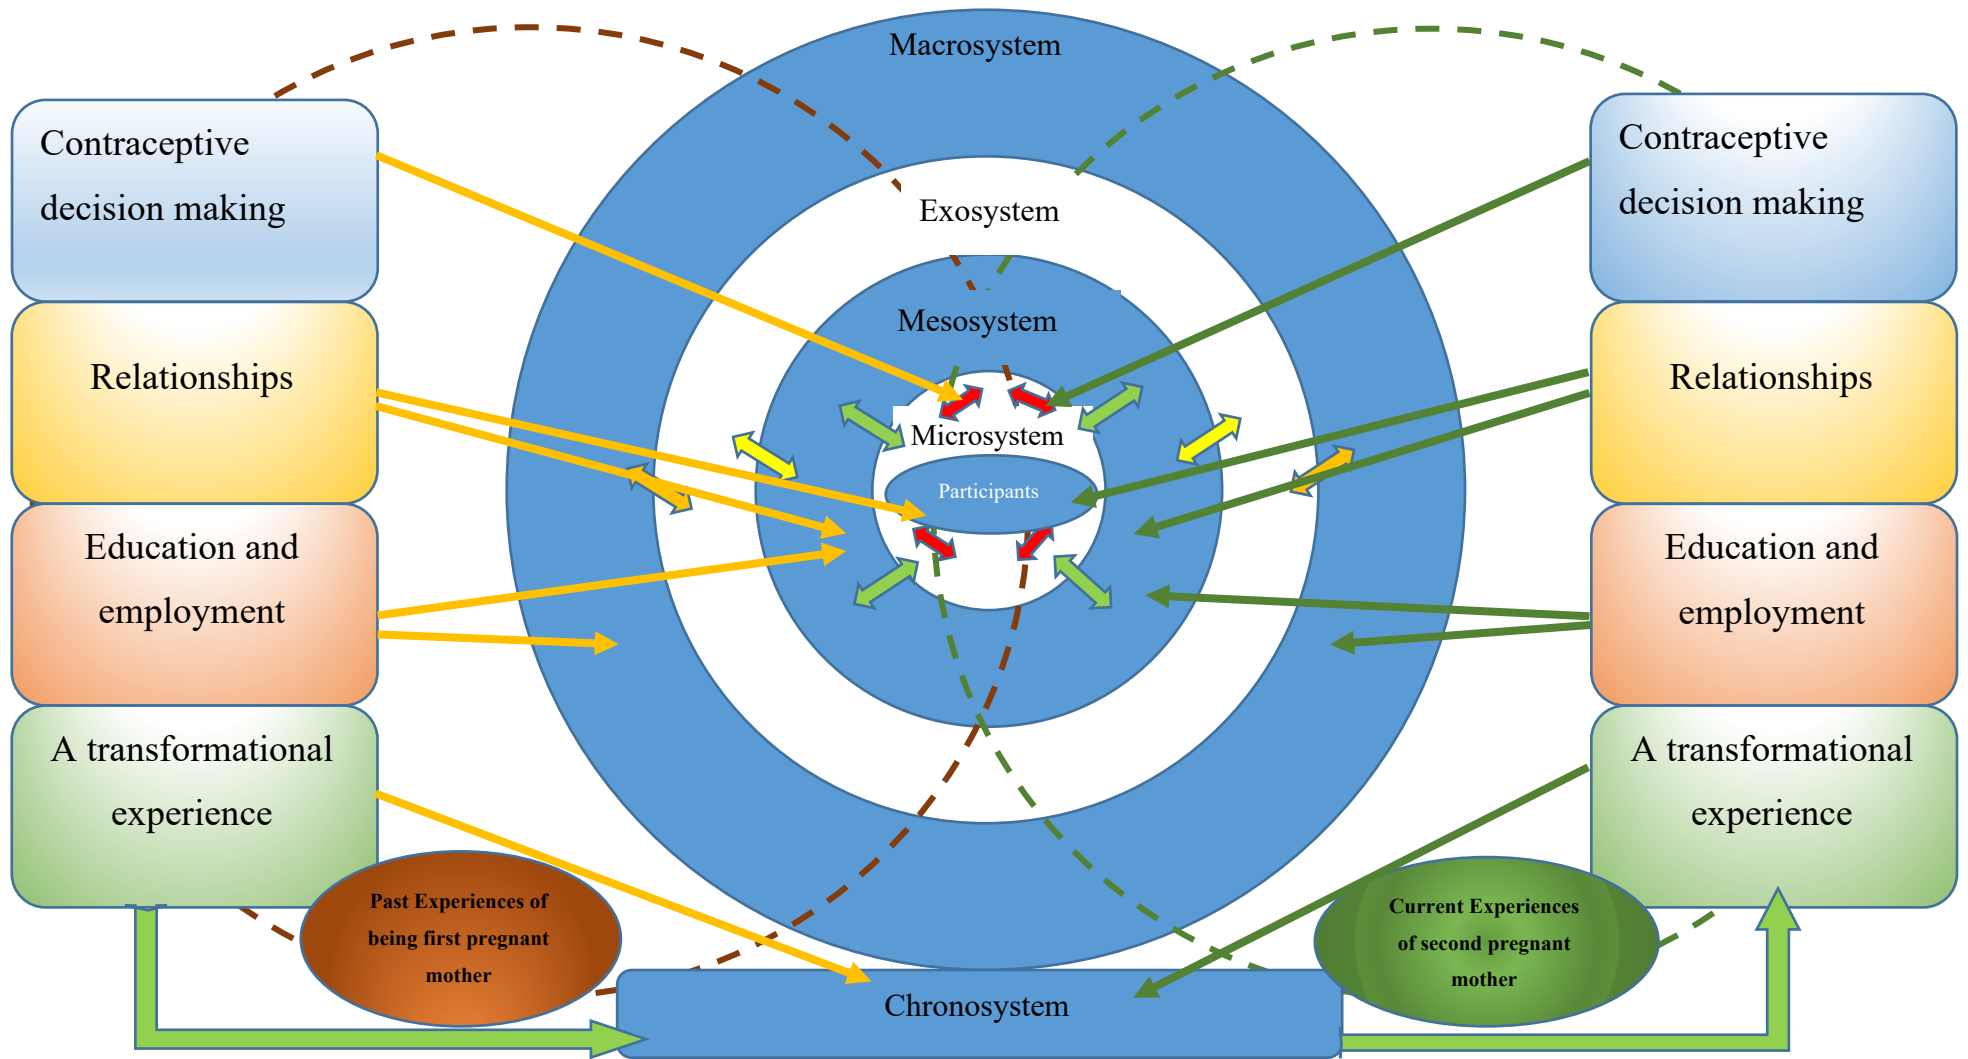 Macrosystem
Exosystem
Mesosystem
Microsystem
Participants
Contraceptive
decision making
Relationships
Education and
employment
A transformational
experience
Past Experiences of
being first pregnant
mother
Contraceptive
decision making
Relationships
Education and
employment
A transformational
experience
Current Experiences
of second pregnant
mother
Chronosystem